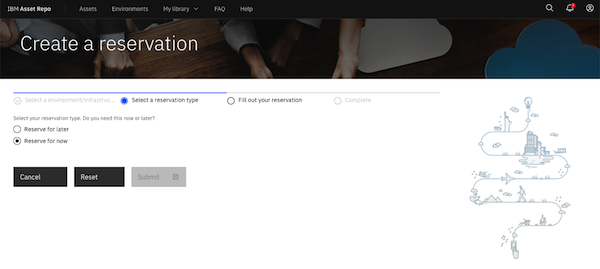 IBM Asset Repo Assets Environments My library FAQ Help
Create a reservation
Select a environment/infrastruc... Select a reservation type Fill out your reservation Complete
Select your reservation type. Do you need this now or later?
Reserve for later
Reserve for now
Cancel Reset Submit